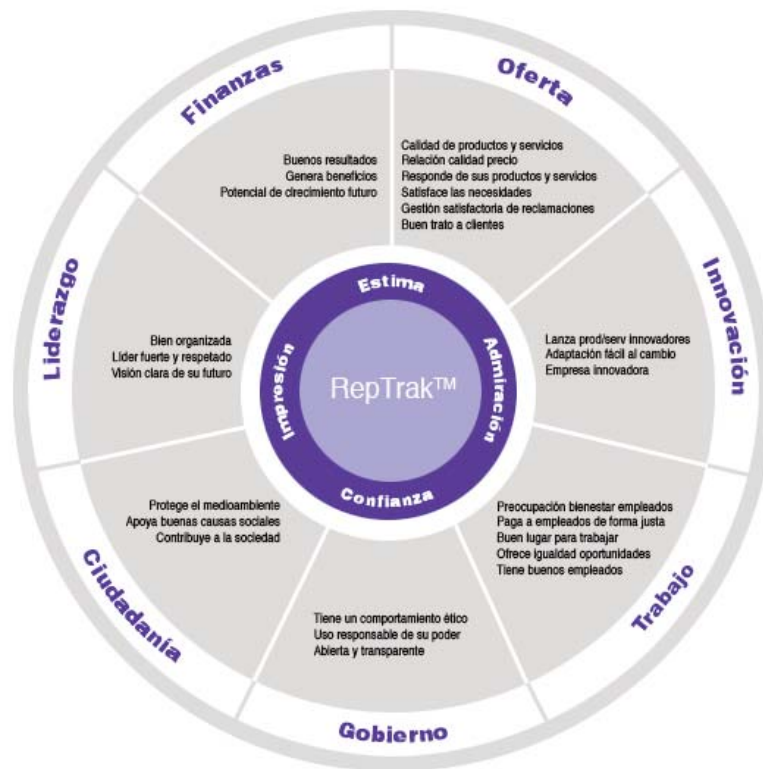 Finanzas
Buenos resultados
Genera beneficios
Potencial de clrecimiento futuro
Oferta
Calidad de productos y servicios
Relación calidad precio
Responde de sus productos y servicios
Satisface las necesidades
Gestión satisfactoria de reclamaciones
Buen trato a clientes
Innovación
Lanza prod/serv innovadores
Adaptación fácil al cambio
Empresa innovadora
Trabajo
Preocupación bienestar empleados
Paga a empleados de forma justa
Buen lugar para trabajar
Ofrece igualdad oportunidades
Tiene buenos empleados
Gobierno
Tiene un comportamiento ético
Uso responsable de su poder
Abierta y transparente
Ciudadanía
Protege el medioambiente
Apoya buenas causas sociales
Contribuye a la sociedad
Liderazgo
Bien organizada
Líder fuerte y respetado
Visión clara de su futuro
Estima
Admiración
Confianza
Impresión
RepTrak™